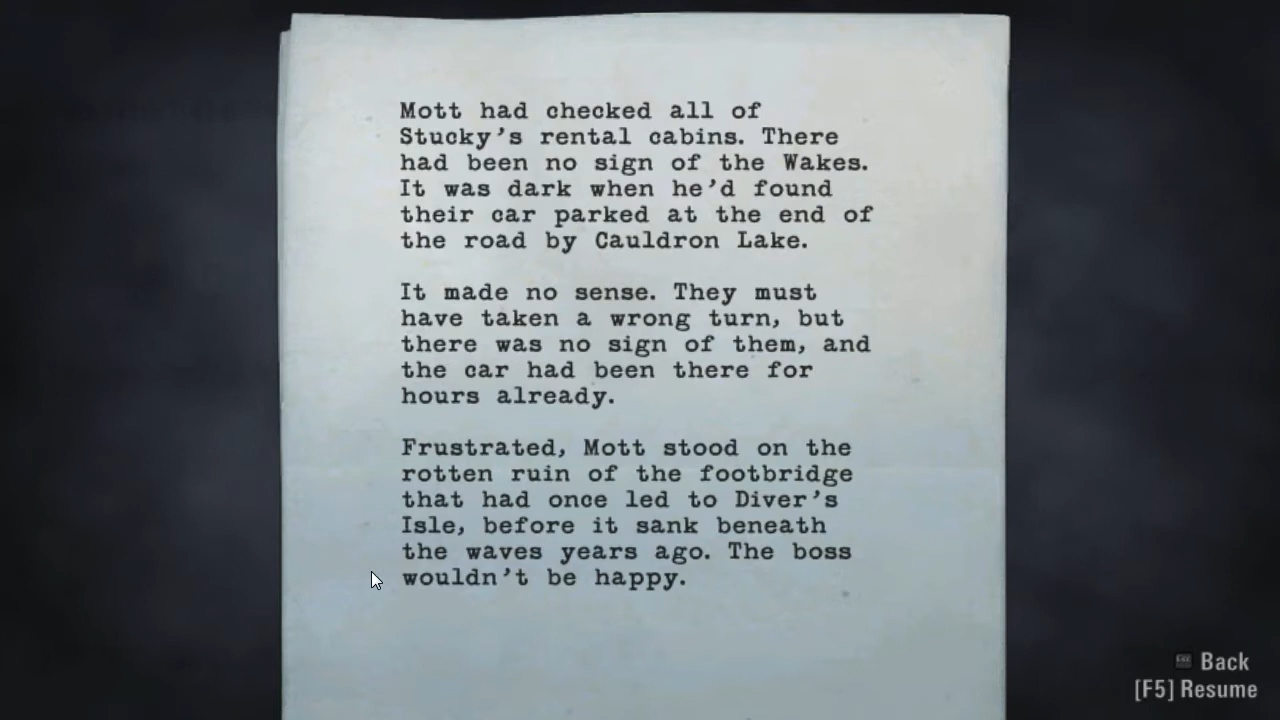 Mott had checked all of
Stucky's rental cabins. There
had been no sign of the Wakes.
It was dark when he'd found
their car parked at the end of
the road by Cauldron Lake.
It made no sense. They must
have taken a wrong turn, but
there was no sign of them, and
the car had been there for
hours already.
Frustrated, Mott stood on the
rotten ruin of the footbridge
that had once led to Diver's
Isle, before it sank beneath
the waves years ago. The boss
wouldn't be happy.
Back
[F5] Resume